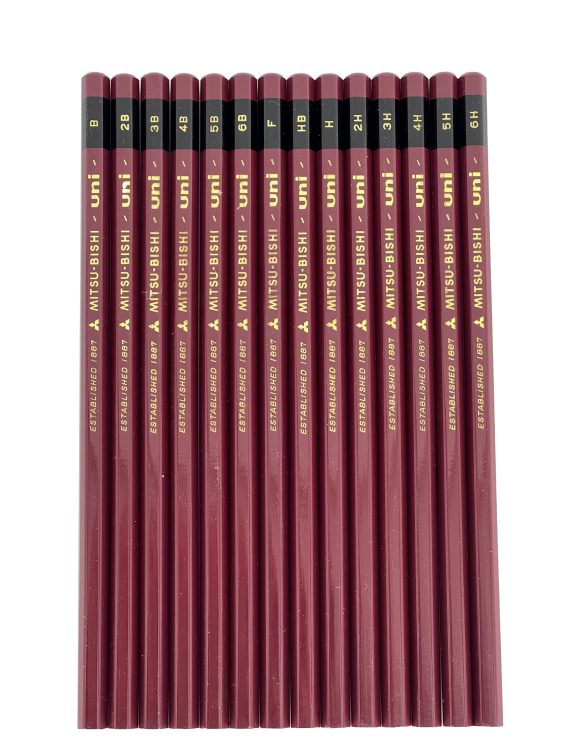 B ~ uni ~ MITSU-BISHI ESTABLISHED 1887
2B ~ uni ~ MITSU-BISHI ESTABLISHED 1887
3B ~ uni ~ MITSU-BISHI ESTABLISHED 1887
4B ~ uni ~ MITSU-BISHI ESTABLISHED 1887
5B ~ uni ~ MITSU-BISHI ESTABLISHED 1887
6B ~ uni ~ MITSU-BISHI ESTABLISHED 1887
F ~ uni ~ MITSU-BISHI ESTABLISHED 1887
HB ~ uni ~ MITSU-BISHI ESTABLISHED 1887
H ~ uni ~ MITSU-BISHI ESTABLISHED 1887
2H ~ uni ~ MITSU-BISHI ESTABLISHED 1887
3H ~ uni ~ MITSU-BISHI ESTABLISHED 1887
4H ~ uni ~ MITSU-BISHI ESTABLISHED 1887
5H ~ uni ~ MITSU-BISHI ESTABLISHED 1887
6H ~ uni ~ MITSU-BISHI ESTABLISHED 1887